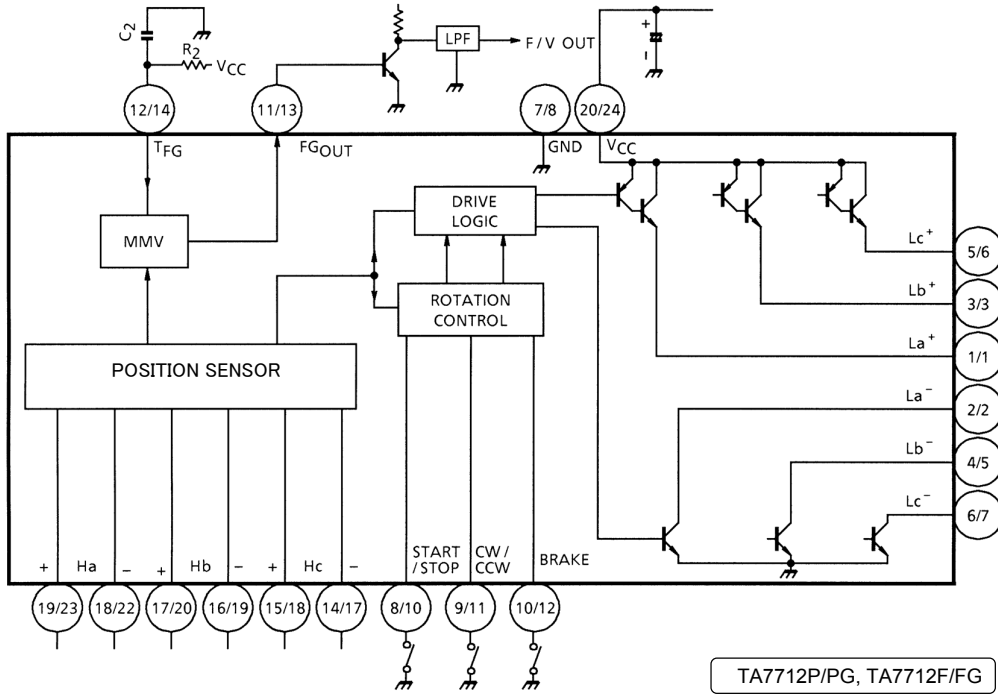 C2
R2
VCC
LPF
F / V OUT
+
-
12/14
11/13
7/8
20/24
TFG
FGOUT
GND
VCC
DRIVE
LOGIC
MMV
ROTATION
CONTROL
POSITION SENSOR
Lc+
5/6
Lb+
3/3
La+
1/1
La-
2/2
Lb-
4/5
Lc-
6/7
+ Ha - + Hb - + Hc -
START
/ STOP
CW /
CCW
BRAKE
19/23
18/22
17/20
16/19
15/18
14/17
8/10
9/11
10/12
TA7712P/PG, TA7712F/FG